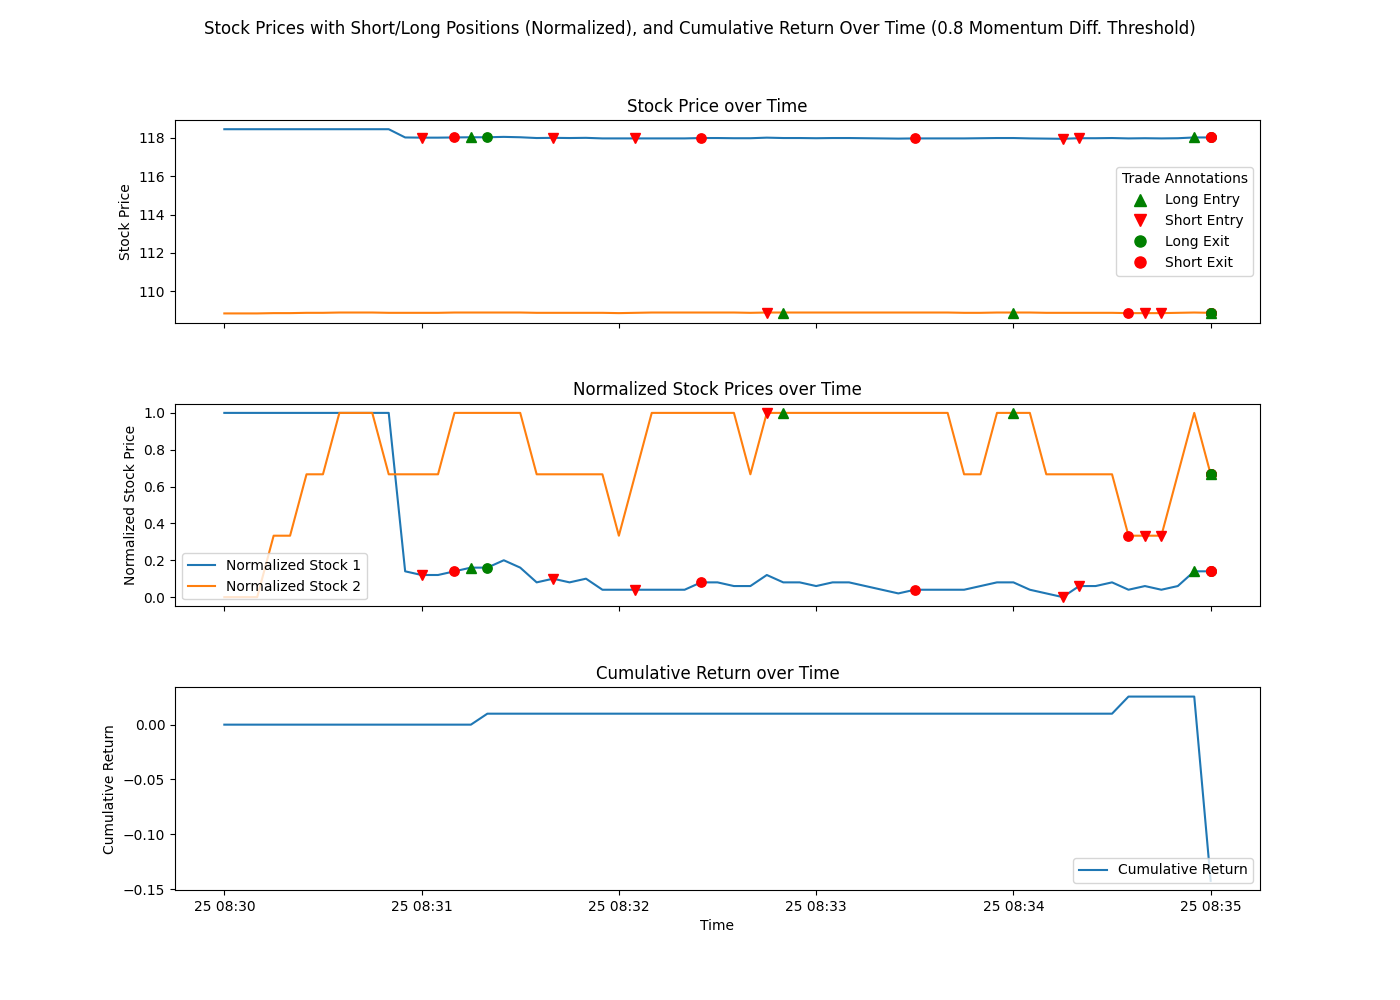 Stock Prices with Short/Long Positions (Normalized), and Cumulative Return Over Time (0.8 Momentum Diff. Threshold)
Stock Price over Time
Stock Price
118
116
114
112
110
Trade Annotations
Long Entry
Short Entry
Long Exit
Short Exit
Normalized Stock Prices over Time
Normalized Stock Price
1.0
0.8
0.6
0.4
0.2
0.0
Normalized Stock 1
Normalized Stock 2
Cumulative Return over Time
Cumulative Return
0.00
−0.05
−0.10
−0.15
Cumulative Return
25 08:30 25 08:31 25 08:32 25 08:33 25 08:34 25 08:35
Time